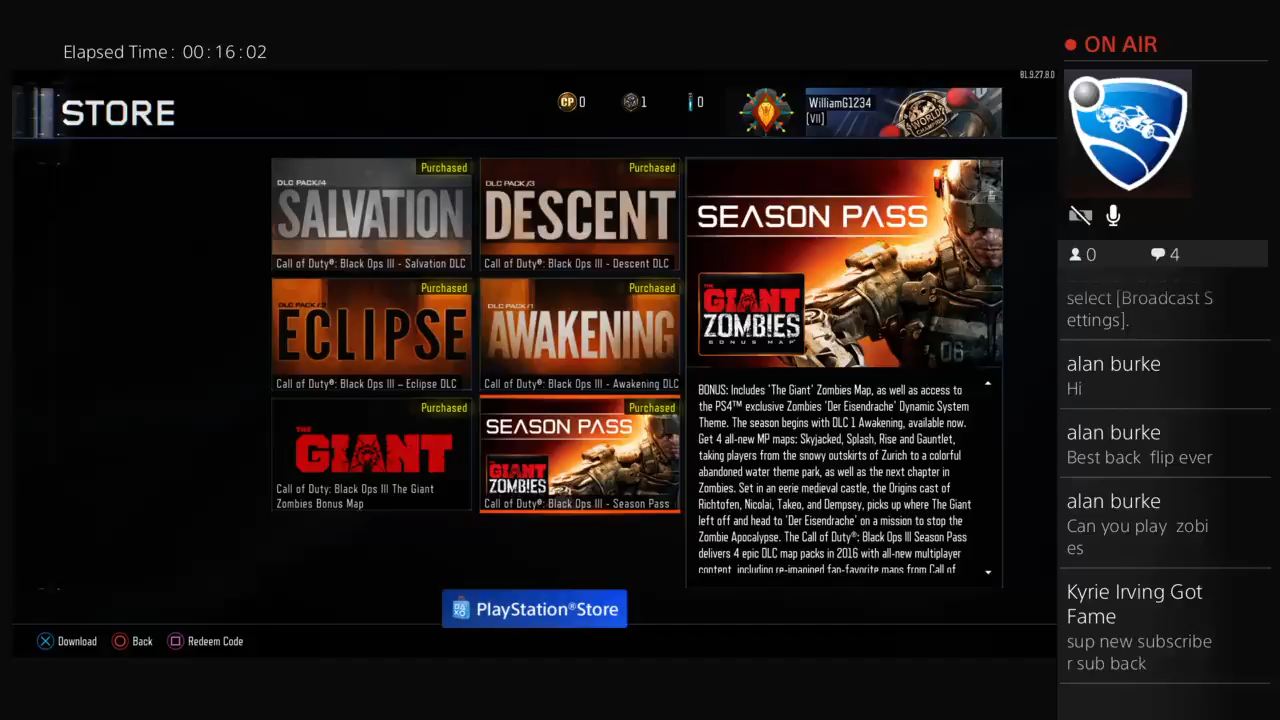 Elapsed Time: 00:16:02
ON AIR
81.9.27.8.0
STORE
CP 0
1
0
WilliamG1234
[VII]
WORLD CHAMPION
Purchased
DLC PACK/4
SALVATION
Call of Duty®: Black Ops III - Salvation DLC
Purchased
DLC PACK/3
DESCENT
Call of Duty®: Black Ops III - Descent DLC
Purchased
DLC PACK/2
ECLIPSE
Call of Duty®: Black Ops III – Eclipse DLC
Purchased
DLC PACK/1
AWAKENING
Call of Duty®: Black Ops III - Awakening DLC
Purchased
THE
GIANT
Call of Duty: Black Ops III The Giant
Zombies Bonus Map
Purchased
SEASON PASS
THE
GIANT
ZOMBIES
Call of Duty®: Black Ops III - Season Pass
SEASON PASS
THE
GIANT
ZOMBIES
BONUS MAP
06
BONUS: Includes 'The Giant' Zombies Map, as well as access to
the PS4™ exclusive Zombies 'Der Eisendrache' Dynamic System
Theme. The season begins with DLC 1 Awakening, available now.
Get 4 all-new MP maps: Skyjacked, Splash, Rise and Gauntlet,
taking players from the snowy outskirts of Zurich to a colorful
abandoned water theme park, as well as the next chapter in
Zombies. Set in an eerie medieval castle, the Origins cast of
Richtofen, Nicolai, Takeo, and Dempsey, picks up where The Giant
left off and head to 'Der Eisendrache' on a mission to stop the
Zombie Apocalypse. The Call of Duty®: Black Ops III Season Pass
delivers 4 epic DLC map packs in 2016 with all-new multiplayer
content, including re-imagined fan-favorite maps from Call of
PlayStation®Store
Download
Back
Redeem Code
0
4
select [Broadcast S
ettings].
alan burke
Hi
alan burke
Best back flip ever
alan burke
Can you play zobi
es
Kyrie Irving Got
Fame
sup new subscribe
r sub back